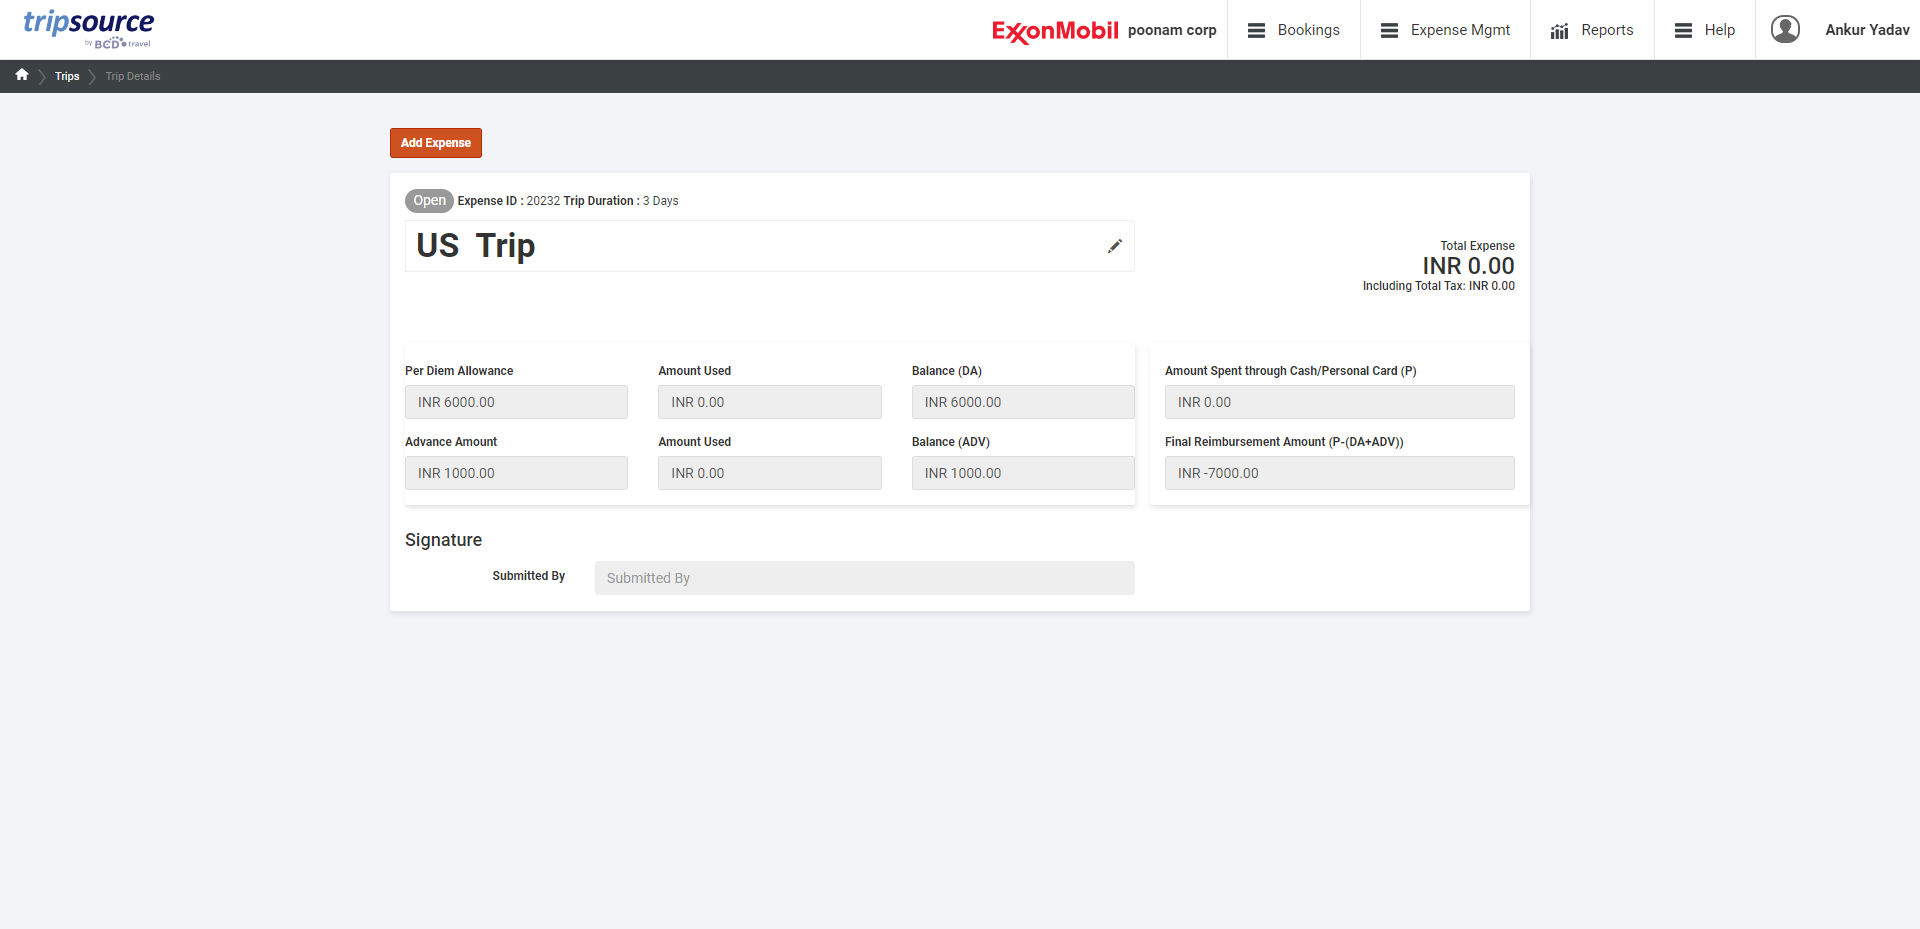 tripsource
by BCD travel
ExxonMobil poonam corp
Bookings
Expense Mgmt
Reports
Help
Ankur Yadav
Trips
Trip Details
Add Expense
Open Expense ID : 20232 Trip Duration : 3 Days
US Trip
Total Expense
INR 0.00
Including Total Tax: INR 0.00
Per Diem Allowance
Amount Used
Balance (DA)
INR 6000.00
INR 0.00
INR 6000.00
Advance Amount
Amount Used
Balance (ADV)
INR 1000.00
INR 0.00
INR 1000.00
Amount Spent through Cash/Personal Card (P)
INR 0.00
Final Reimbursement Amount (P-(DA+ADV))
INR -7000.00
Signature
Submitted By
Submitted By